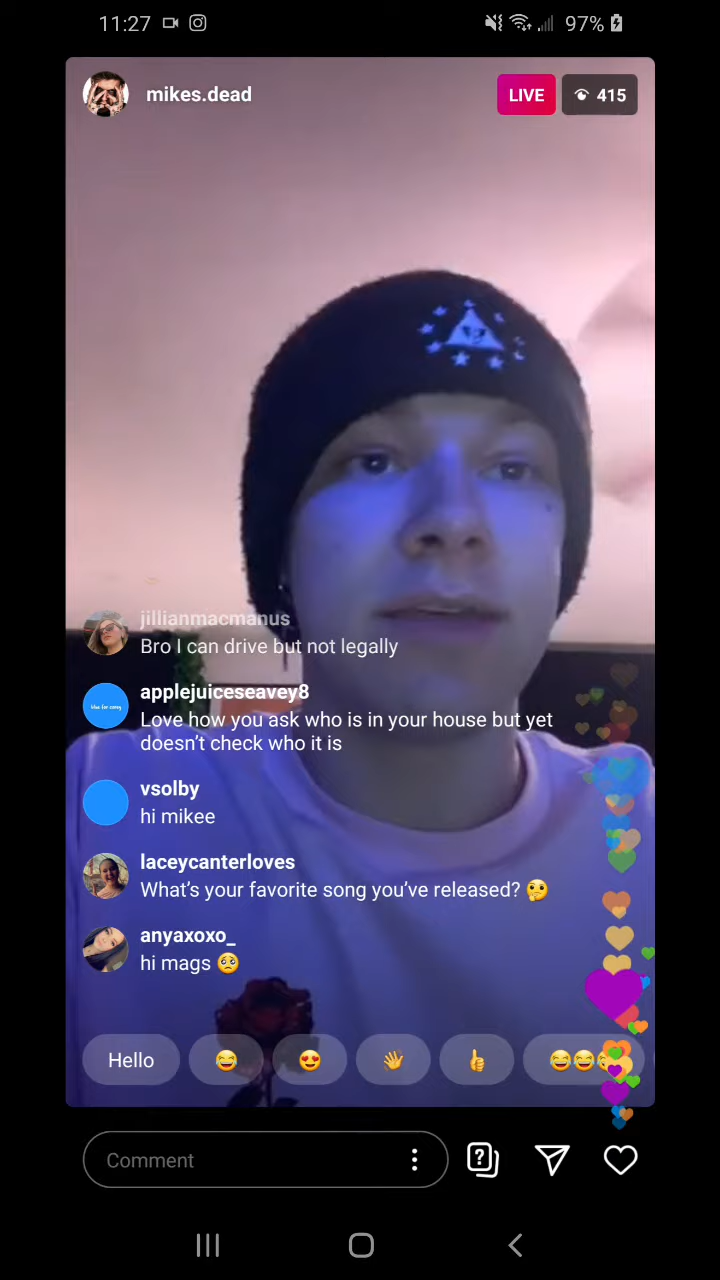 11:27
97%
mikes.dead
LIVE
415
jillianmacmanus
Bro I can drive but not legally
applejuiceseavey8
Love how you ask who is in your house but yet
doesn't check who it is
vsolby
hi mikee
laceycanterloves
What's your favorite song you've released? 🤔
anyaxoxo_
hi mags 🥺
Hello 😂 😍 👋 👍 😂😂
Comment